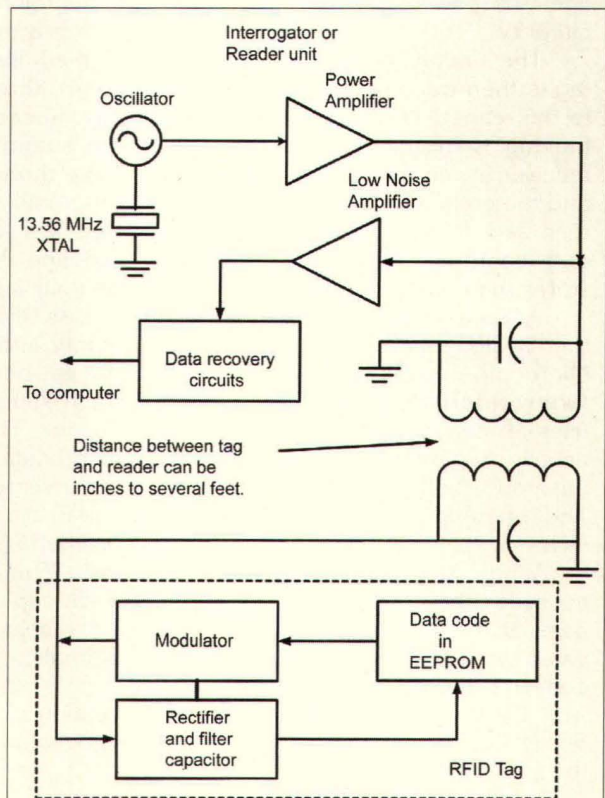 Interrogator or
Reader unit
Oscillator
Power
Amplifier
Low Noise
Amplifier
13.56 MHz
XTAL
Data recovery
circuits
To computer
Distance between tag
and reader can be
inches to several feet.
Modulator
Data code
in
EEPROM
Rectifier
and filter
capacitor
RFID Tag